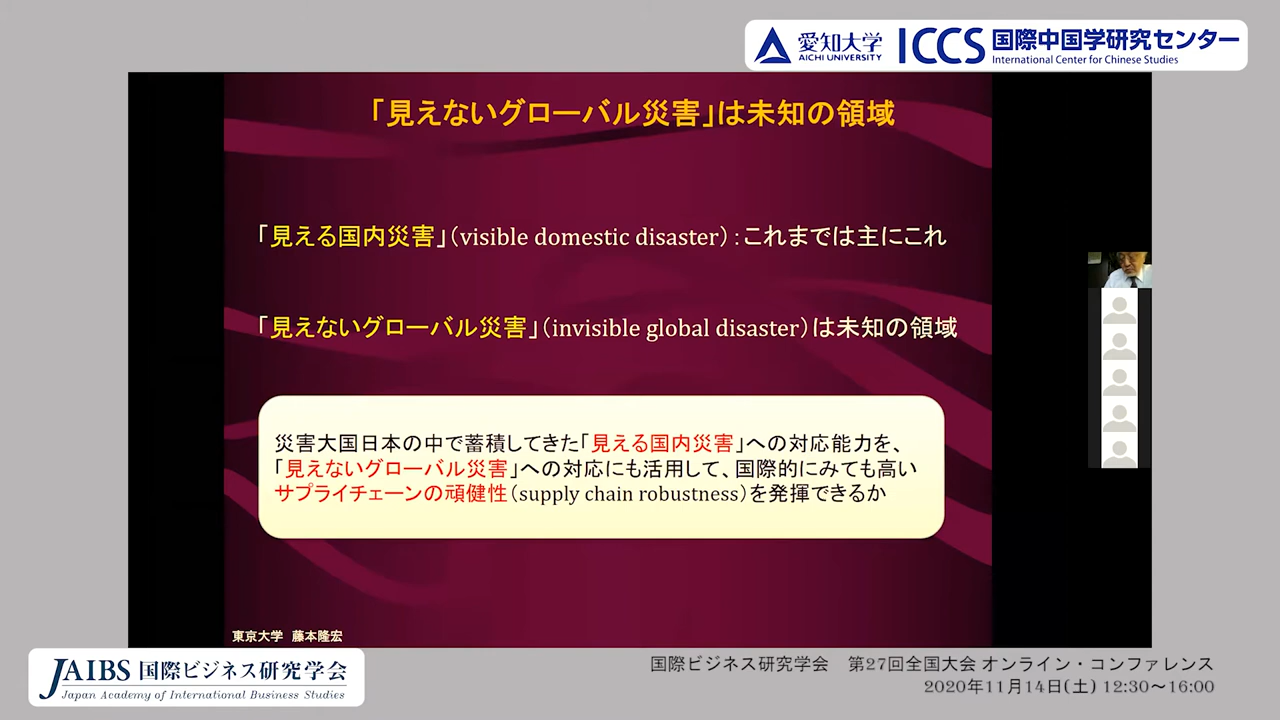 愛知大学
AICHI UNIVERSITY
ICCS 国際中国学研究センター
International Center for Chinese Studies
「見えないグローバル災害」は未知の領域
「見える国内災害」（visible domestic disaster）：これまでは主にこれ
「見えないグローバル災害」（invisible global disaster）は未知の領域
災害大国日本の中で蓄積してきた「見える国内災害」への対応能力を、
「見えないグローバル災害」への対応にも活用して、国際的にみても高い
サプライチェーンの頑健性（supply chain robustness）を発揮できるか
東京大学　藤本隆宏
JAIBS 国際ビジネス研究学会
Japan Academy of International Business Studies
国際ビジネス研究学会　第27回全国大会 オンライン・コンファレンス
2020年11月14日(土) 12:30～16:00